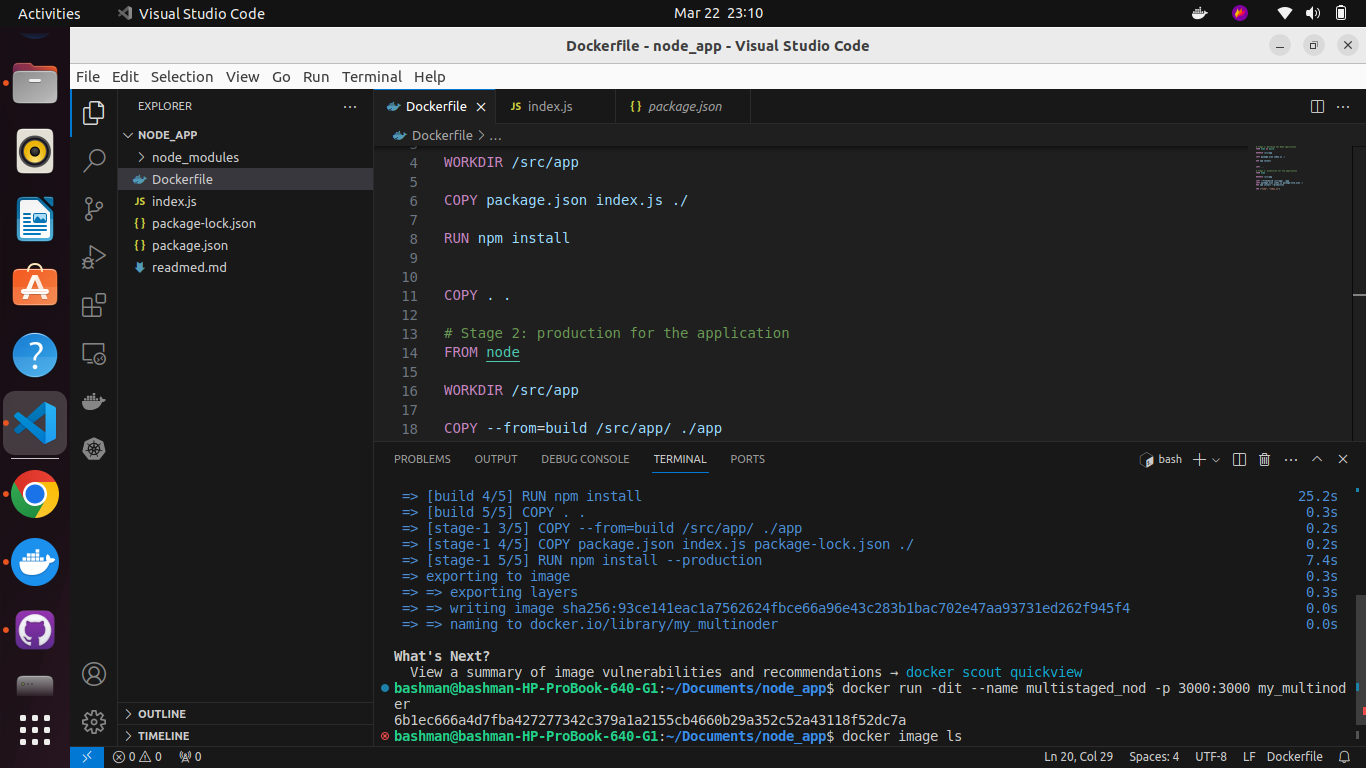 Activities Visual Studio Code Mar 22 23:10
Dockerfile - node_app - Visual Studio Code
File Edit Selection View Go Run Terminal Help
EXPLORER
NODE_APP
node_modules
Dockerfile
index.js
package-lock.json
package.json
readmed.md
OUTLINE
TIMELINE
Dockerfile index.js package.json
Dockerfile > ...
4 WORKDIR /src/app
5
6 COPY package.json index.js ./
7
8 RUN npm install
9
10
11 COPY . .
12
13 # Stage 2: production for the application
14 FROM node
15
16 WORKDIR /src/app
17
18 COPY --from=build /src/app/ ./app
PROBLEMS OUTPUT DEBUG CONSOLE TERMINAL PORTS bash
=> [build 4/5] RUN npm install 25.2s
=> [build 5/5] COPY . . 0.3s
=> [stage-1 3/5] COPY --from=build /src/app/ ./app 0.2s
=> [stage-1 4/5] COPY package.json index.js package-lock.json ./ 0.2s
=> [stage-1 5/5] RUN npm install --production 7.4s
=> exporting to image 0.3s
=> => exporting layers 0.3s
=> => writing image sha256:93ce141eac1a7562624fbce66a96e43c283b1bac702e47aa93731ed262f945f4 0.0s
=> => naming to docker.io/library/my_multinoder 0.0s
What's Next?
View a summary of image vulnerabilities and recommendations → docker scout quickview
bashman@bashman-HP-ProBook-640-G1:~/Documents/node_app$ docker run -dit --name multistaged_nod -p 3000:3000 my_multinod
er
6b1ec666a4d7fba427277342c379a1a2155cb4660b29a352c52a43118f52dc7a
bashman@bashman-HP-ProBook-640-G1:~/Documents/node_app$ docker image ls
0 0 0 Ln 20, Col 29 Spaces: 4 UTF-8 LF Dockerfile